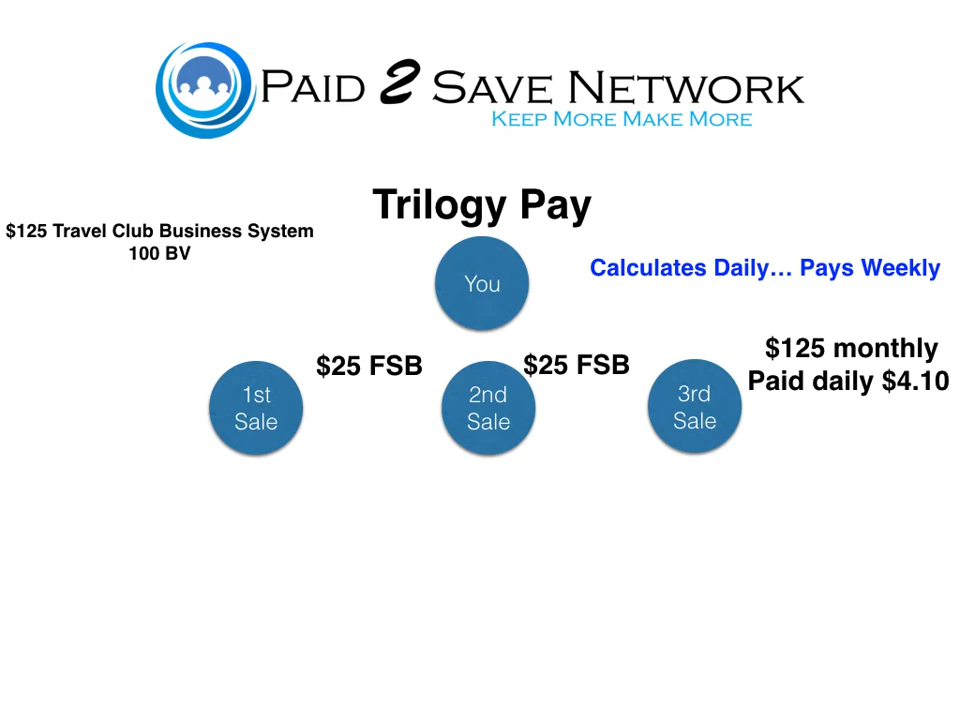 PAID 2 SAVE NETWORK
KEEP MORE MAKE MORE
Trilogy Pay
$125 Travel Club Business System
100 BV
Calculates Daily... Pays Weekly
You
$25 FSB
$25 FSB
$125 monthly
Paid daily $4.10
1st
Sale
2nd
Sale
3rd
Sale